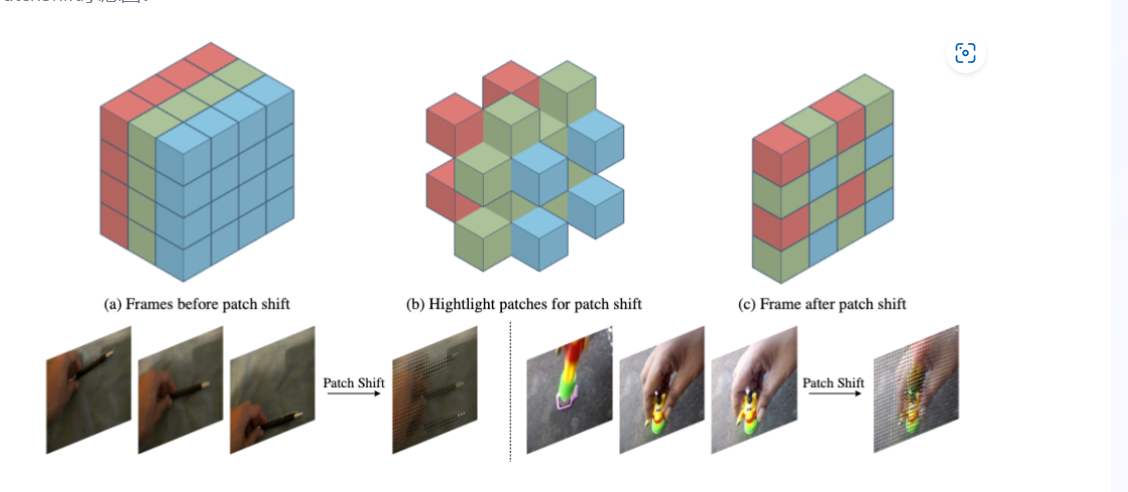 (a) Frames before patch shift
(b) Hightlight patches for patch shift
(c) Frame after patch shift
Patch Shift
Patch Shift